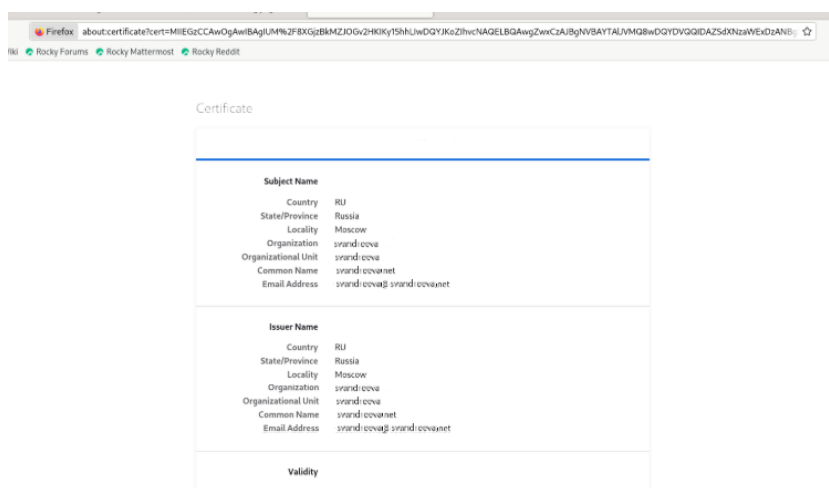 Firefox about:certificate?cert=
Viki Rocky Forums Rocky Mattermost Rocky Reddit
Certificate
Subject Name
Country RU
State/Province Russia
Locality Moscow
Organization svandreeva
Organizational Unit svandreeva
Common Name svandreeva.net
Email Address svandreeva@svandreeva.net
Issuer Name
Country RU
State/Province Russia
Locality Moscow
Organization svandreeva
Organizational Unit svandreeva
Common Name svandreeva.net
Email Address svandreeva@svandreeva.net
Validity